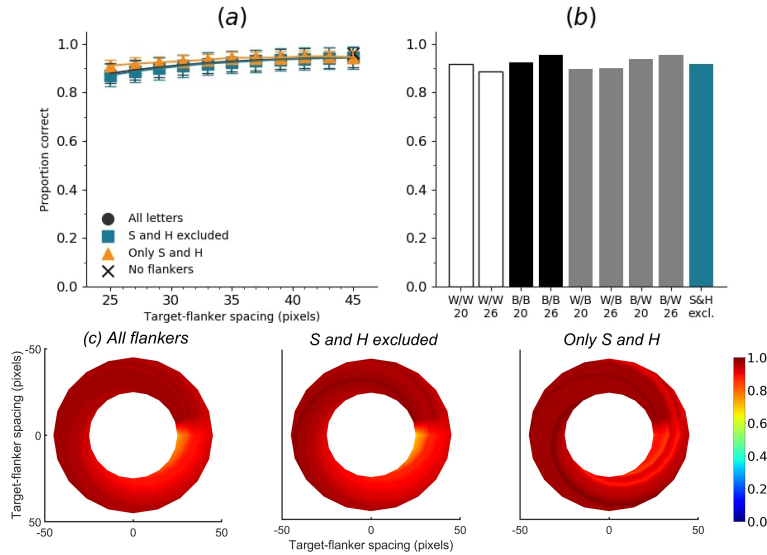 (a)
(b)
1.0
0.8
0.6
0.4
0.2
0.0
Proportion correct
All letters
S and H excluded
Only S and H
No flankers
25 30 35 40 45
Target-flanker spacing (pixels)
1.0
0.8
0.6
0.4
0.2
0.0
W/W W/W B/B B/B W/B W/B B/W B/W S&H
20 26 20 26 20 26 20 26 excl.
(c) All flankers
S and H excluded
Only S and H
Target-flanker spacing (pixels)
-50
0
50
-50 0 50
-50 0 50
-50 0 50
Target-flanker spacing (pixels)
1.0
0.8
0.6
0.4
0.2
0.0